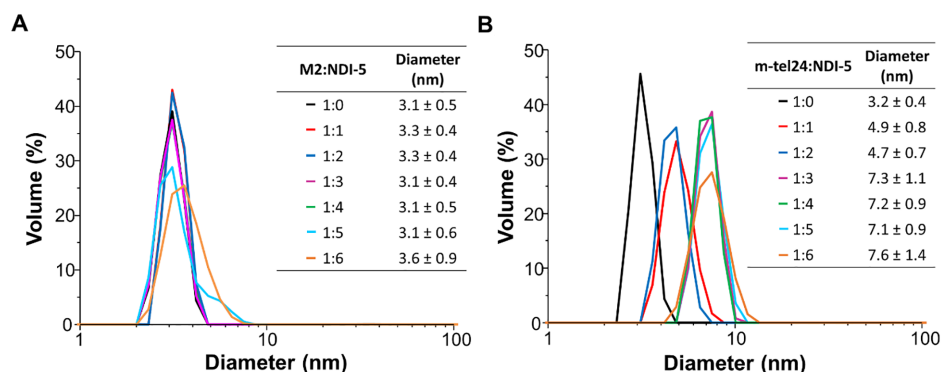 A
Volume (%)
50
40
30
20
10
0
1
10
100
Diameter (nm)
M2:NDI-5 Diameter (nm)
1:0 3.1 ± 0.5
1:1 3.3 ± 0.4
1:2 3.3 ± 0.4
1:3 3.1 ± 0.4
1:4 3.1 ± 0.5
1:5 3.1 ± 0.6
1:6 3.6 ± 0.9
B
Volume (%)
50
40
30
20
10
0
1
10
100
Diameter (nm)
m-tel24:NDI-5 Diameter (nm)
1:0 3.2 ± 0.4
1:1 4.9 ± 0.8
1:2 4.7 ± 0.7
1:3 7.3 ± 1.1
1:4 7.2 ± 0.9
1:5 7.1 ± 0.9
1:6 7.6 ± 1.4